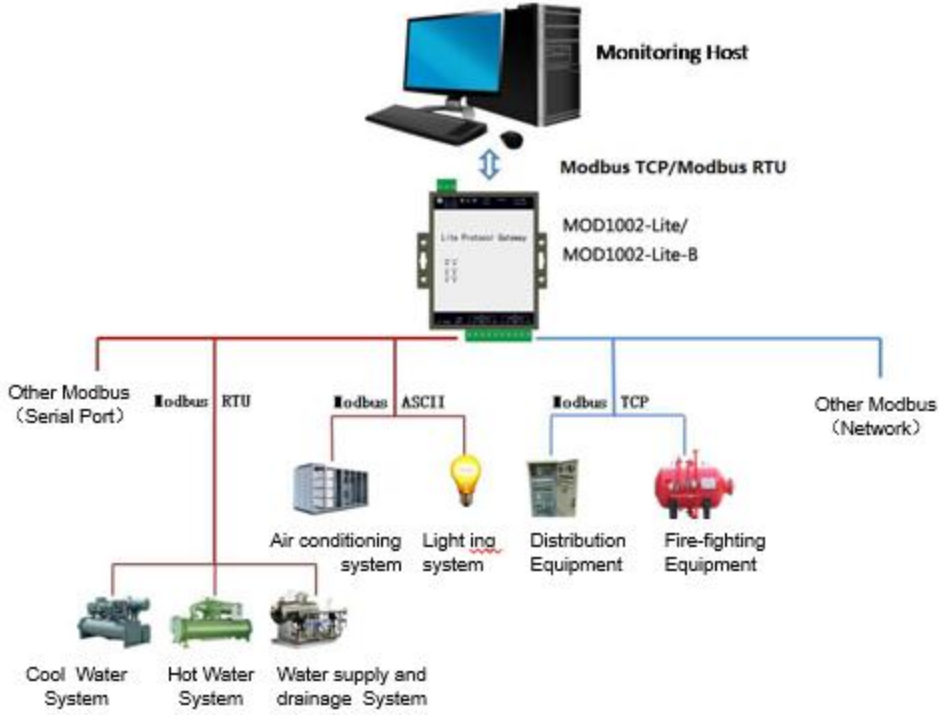 Monitoring Host
Modbus TCP/Modbus RTU
MOD1002-Lite/
MOD1002-Lite-B
Lite Protocol Gateway
Other Modbus
（Serial Port）
Modbus RTU
Modbus ASCII
Modbus TCP
Other Modbus
（Network）
Air conditioning
system
Light ing
system
Distribution
Equipment
Fire-fighting
Equipment
Cool Water
System
Hot Water
System
Water supply and
drainage System